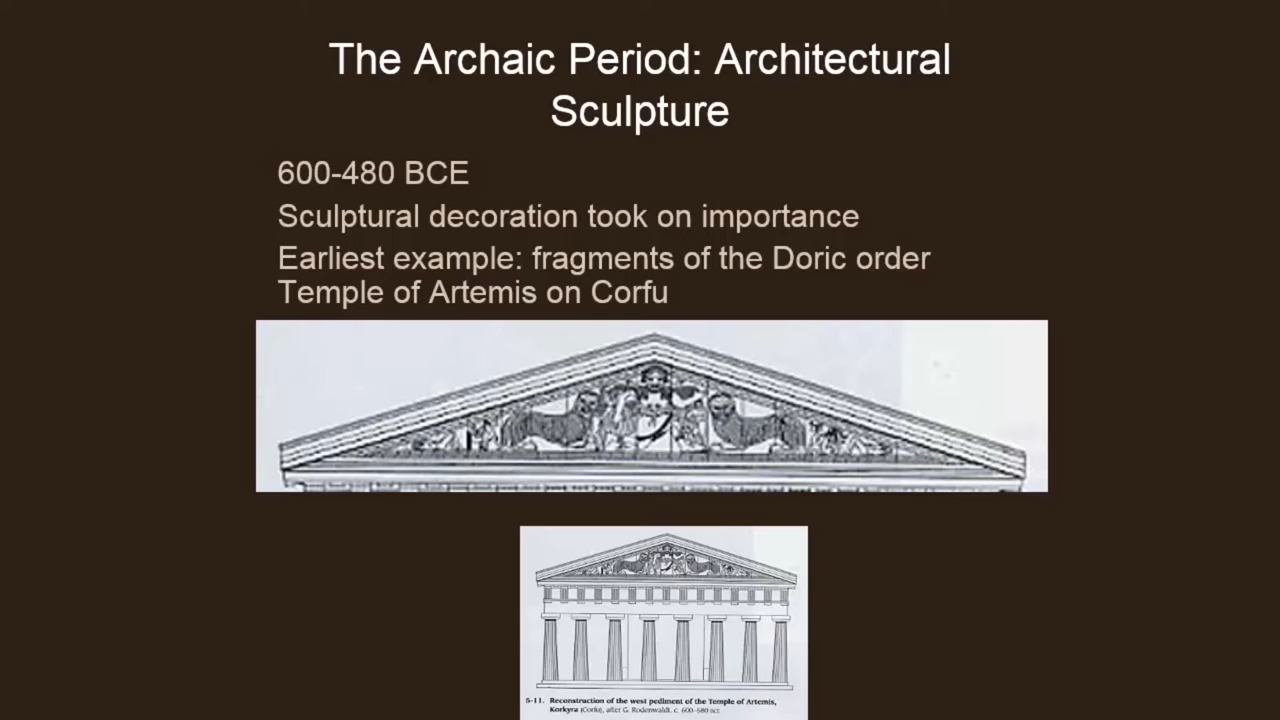 The Archaic Period: Architectural
Sculpture
600-480 BCE
Sculptural decoration took on importance
Earliest example: fragments of the Doric order
Temple of Artemis on Corfu
5-11. Reconstruction of the west pediment of the Temple of Artemis,
Korkyra (Corfu), after G. Rodenwaldt. c. 600-580 BCE